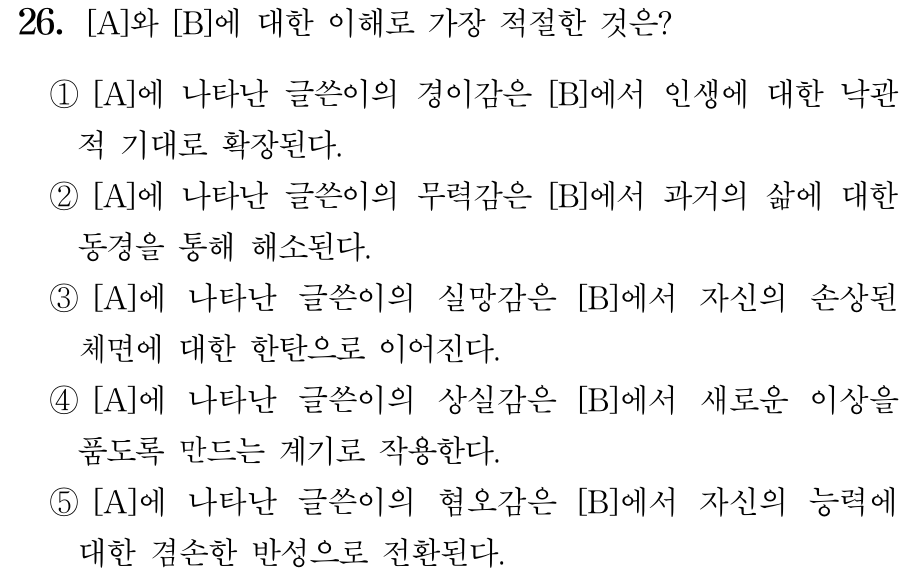 26. [A]와 [B]에 대한 이해로 가장 적절한 것은?
① [A]에 나타난 글쓴이의 경이감은 [B]에서 인생에 대한 낙관
적 기대로 확장된다.
② [A]에 나타난 글쓴이의 무력감은 [B]에서 과거의 삶에 대한
동경을 통해 해소된다.
③ [A]에 나타난 글쓴이의 실망감은 [B]에서 자신의 손상된
체면에 대한 한탄으로 이어진다.
④ [A]에 나타난 글쓴이의 상실감은 [B]에서 새로운 이상을
품도록 만드는 계기로 작용한다.
⑤ [A]에 나타난 글쓴이의 혐오감은 [B]에서 자신의 능력에
대한 겸손한 반성으로 전환된다.